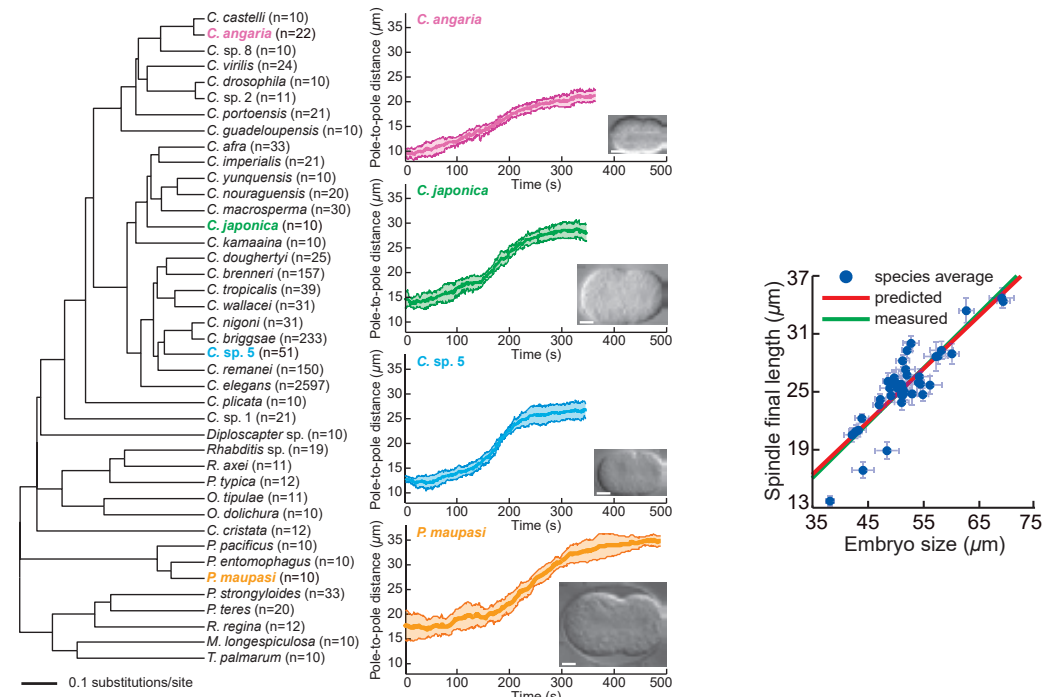 C. castelli (n=10)
C. angaria (n=22)
C. sp. 8 (n=10)
C. virilis (n=24)
C. drosophila (n=10)
C. sp. 2 (n=11)
C. portoensis (n=21)
C. guadeloupensis (n=10)
C. afra (n=33)
C. imperialis (n=21)
C. yunquensis (n=10)
C. nouraguensis (n=20)
C. macrosperma (n=30)
C. japonica (n=10)
C. kamaaina (n=10)
C. doughertyi (n=25)
C. brenneri (n=157)
C. tropicalis (n=39)
C. wallacei (n=31)
C. nigoni (n=31)
C. briggsae (n=233)
C. sp. 5 (n=51)
C. remanei (n=150)
C. elegans (n=2597)
C. plicata (n=10)
C. sp. 1 (n=21)
Diploscapter sp. (n=10)
Rhabditis sp. (n=19)
R. axei (n=11)
P. typica (n=12)
O. tipulae (n=11)
O. dolichura (n=10)
C. cristata (n=12)
P. pacificus (n=10)
P. entomophagus (n=10)
P. maupasi (n=10)
P. strongyloides (n=33)
P. teres (n=20)
R. regina (n=12)
M. longespiculosa (n=10)
T. palmarum (n=10)
0.1 substitutions/site
C. angaria
Pole-to-pole distance (µm)
35
30
25
20
15
10
0 100 200 300 400 500
Time (s)
C. japonica
Pole-to-pole distance (µm)
35
30
25
20
15
10
0 100 200 300 400 500
Time (s)
C. sp. 5
Pole-to-pole distance (µm)
35
30
25
20
15
10
0 100 200 300 400 500
Time (s)
P. maupasi
Pole-to-pole distance (µm)
35
30
25
20
15
10
0 100 200 300 400 500
Time (s)
species average
predicted
measured
Spindle final length (µm)
37
31
25
19
13
35 45 55 65 75
Embryo size (µm)